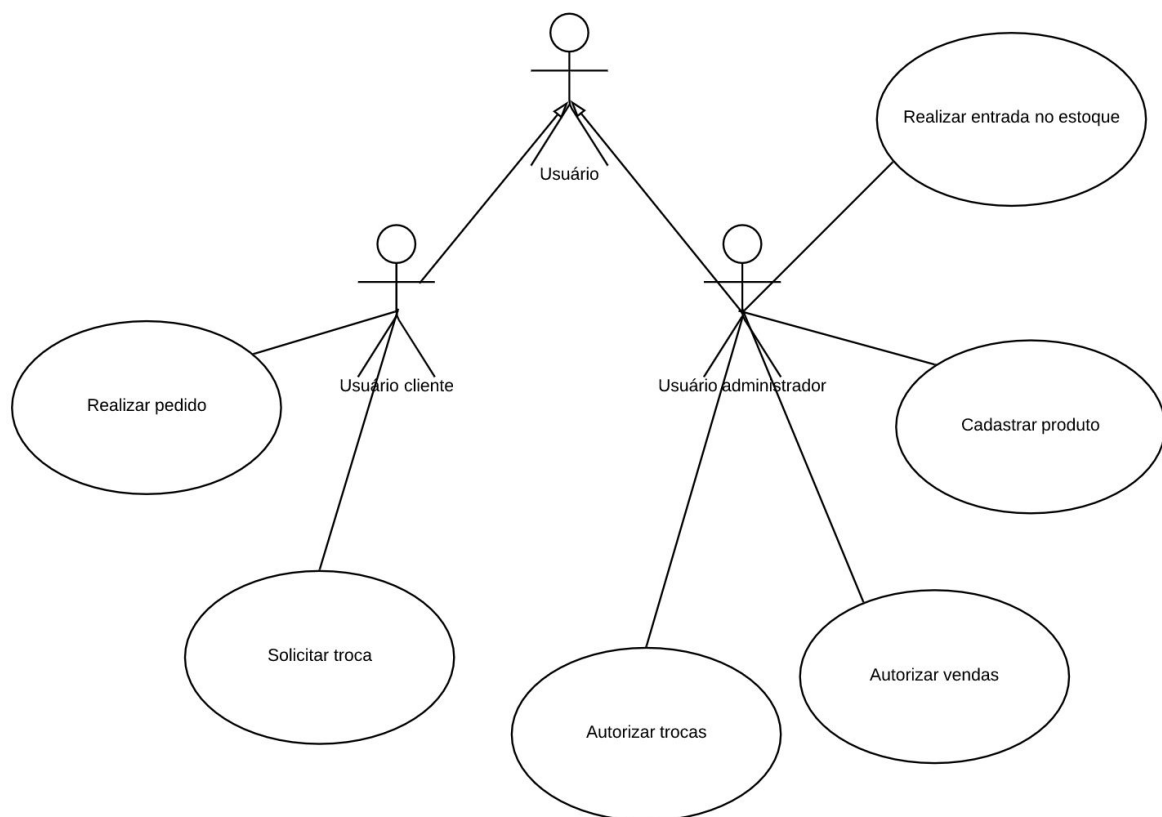 Realizar entrada no estoque
Usuário
Usuário cliente
Usuário administrador
Realizar pedido
Cadastrar produto
Solicitar troca
Autorizar vendas
Autorizar trocas